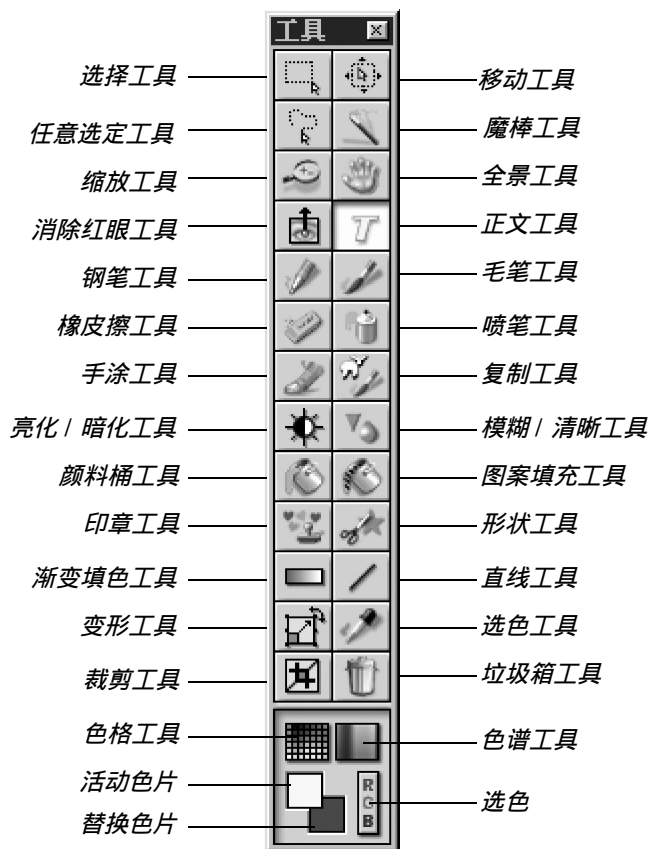 工具
选择工具 移动工具
任意选定工具 魔棒工具
缩放工具 全景工具
消除红眼工具 正文工具
钢笔工具 毛笔工具
橡皮擦工具 喷笔工具
手涂工具 复制工具
亮化 / 暗化工具 模糊 / 清晰工具
颜料桶工具 图案填充工具
印章工具 形状工具
渐变填色工具 直线工具
变形工具 选色工具
裁剪工具 垃圾箱工具
色格工具 色谱工具
活动色片 选色
替换色片
R
G
B